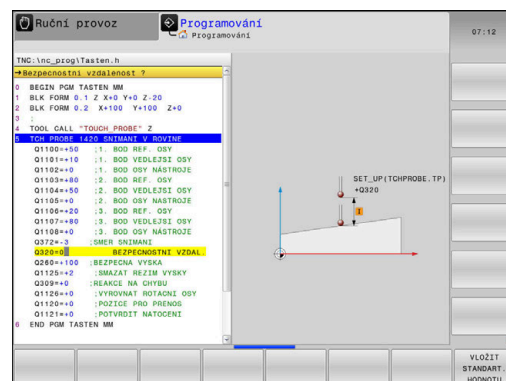 Ruční provoz
Programování
Programování
07:12
TNC:\nc_prog\Tasten.h
→Bezpecnostni vzdalenost ?
0 BEGIN PGM TASTEN MM
1 BLK FORM 0.1 Z X+0 Y+0 Z-20
2 BLK FORM 0.2 X+100 Y+100 Z+0
3 ;
4 TOOL CALL "TOUCH_PROBE" Z
5 TCH PROBE 1420 SNIMANI V ROVINE
Q1100=+50 ;1. BOD REF. OSY
Q1101=+10 ;1. BOD VEDLEJSI OSY
Q1102=+0 ;1. BOD OSY NÁSTROJE
Q1103=+80 ;2. BOD REF. OSY
Q1104=+50 ;2. BOD VEDLEJSI OSY
Q1105=+0 ;2. BOD OSY NÁSTROJE
Q1106=+20 ;3. BOD REF. OSY
Q1107=+80 ;3. BOD VEDLEJSI OSY
Q1108=+0 ;3. BOD OSY NÁSTROJE
Q372=-3 ;SMER SNIMANI
Q320=0 BEZPECNOSTNI VZDAL.
Q260=+100 ;BEZPECNA VYSKA
Q1125=+2 ;SMAZAT REZIM VYSKY
Q309=+0 ;REAKCE NA CHYBU
Q1126=+0 ;VYROVNAT ROTACNI OSY
Q1120=+0 ;POZICE PRO PRENOS
Q1121=+0 ;POTVRDIT NATOCENI
6 END PGM TASTEN MM
SET_UP(TCHPROBE.TP)
+Q320
I
VLOŽIT
STANDART.
HODNOTU